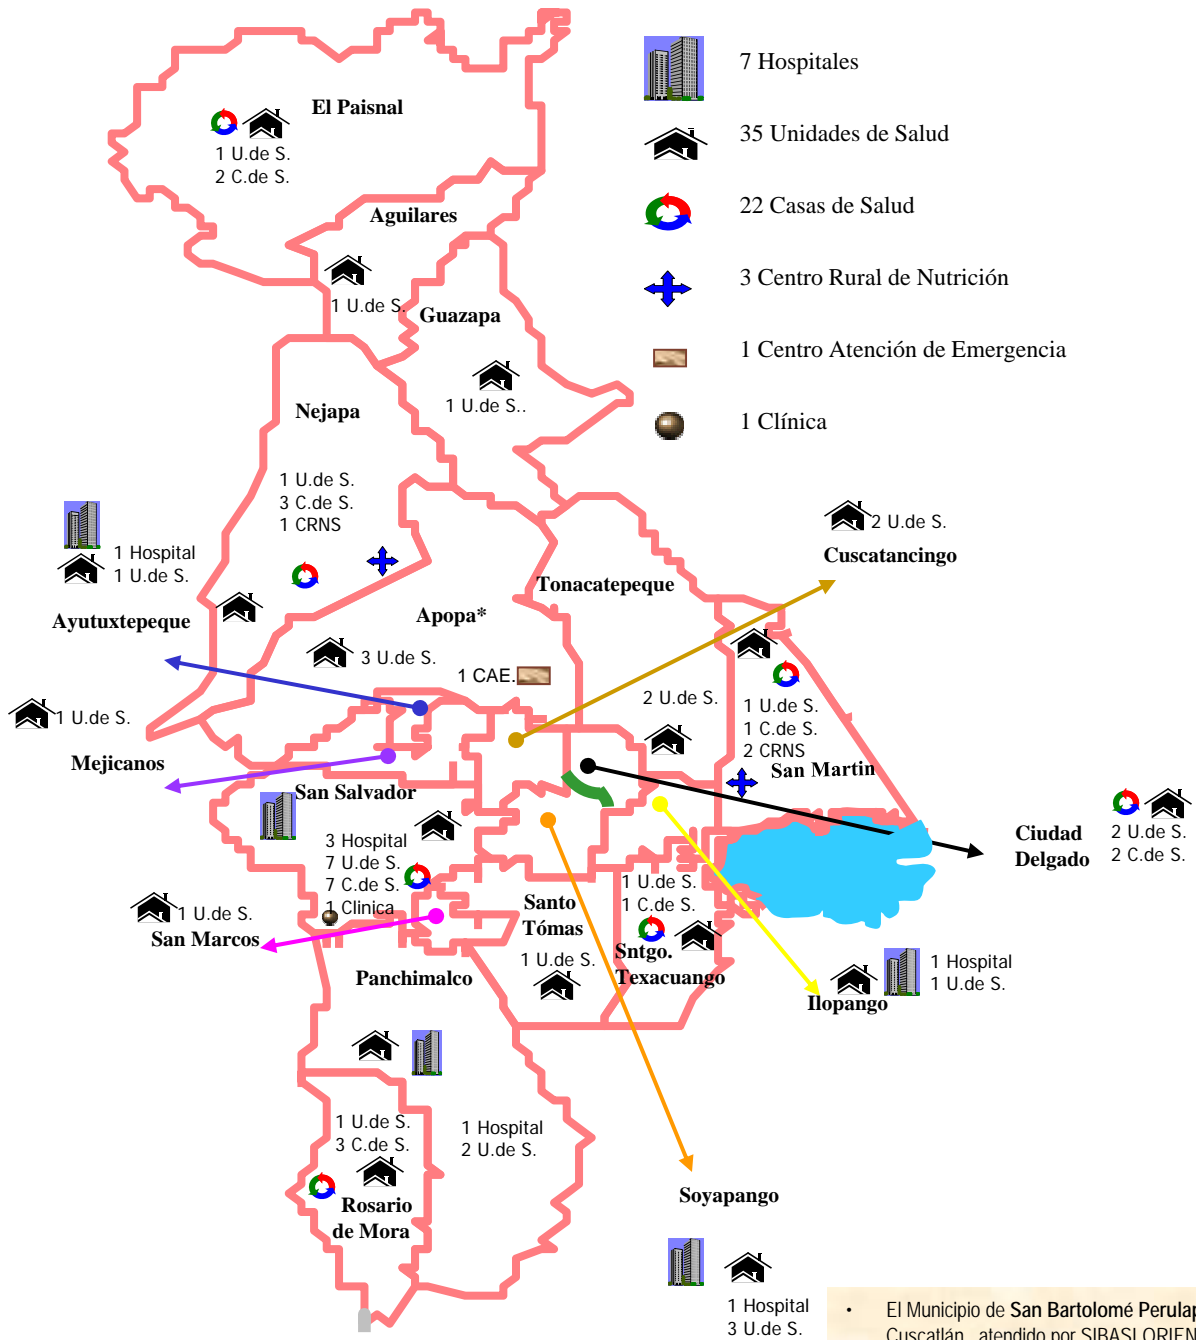 7 Hospitales
35 Unidades de Salud
22 Casas de Salud
3 Centro Rural de Nutrición
1 Centro Atención de Emergencia
1 Clínica
El Paisnal
1 U.de S.
2 C.de S.
Aguilares
1 U.de S.
Guazapa
1 U.de S..
Nejapa
1 U.de S.
3 C.de S.
1 CRNS
1 Hospital
1 U.de S.
Ayutuxtepeque
2 U.de S.
Cuscatancingo
Tonacatepeque
Apopa*
3 U.de S.
1 CAE.
2 U.de S.
1 U.de S.
1 C.de S.
2 CRNS
San Martin
1 U.de S.
Mejicanos
San Salvador
3 Hospital
7 U.de S.
7 C.de S.
1 Clinica
Ciudad
Delgado
2 U.de S.
2 C.de S.
1 U.de S.
San Marcos
Santo
Tómas
1 U.de S.
1 U.de S.
1 C.de S.
Sntgo.
Texacuango
Panchimalco
1 Hospital
1 U.de S.
Ilopango
1 U.de S.
3 C.de S.
Rosario
de Mora
1 Hospital
2 U.de S.
Soyapango
1 Hospital
3 U.de S.
• El Municipio de San Bartolomé Perulap
Cuscatlán, atendido por SIBASI ORIEN